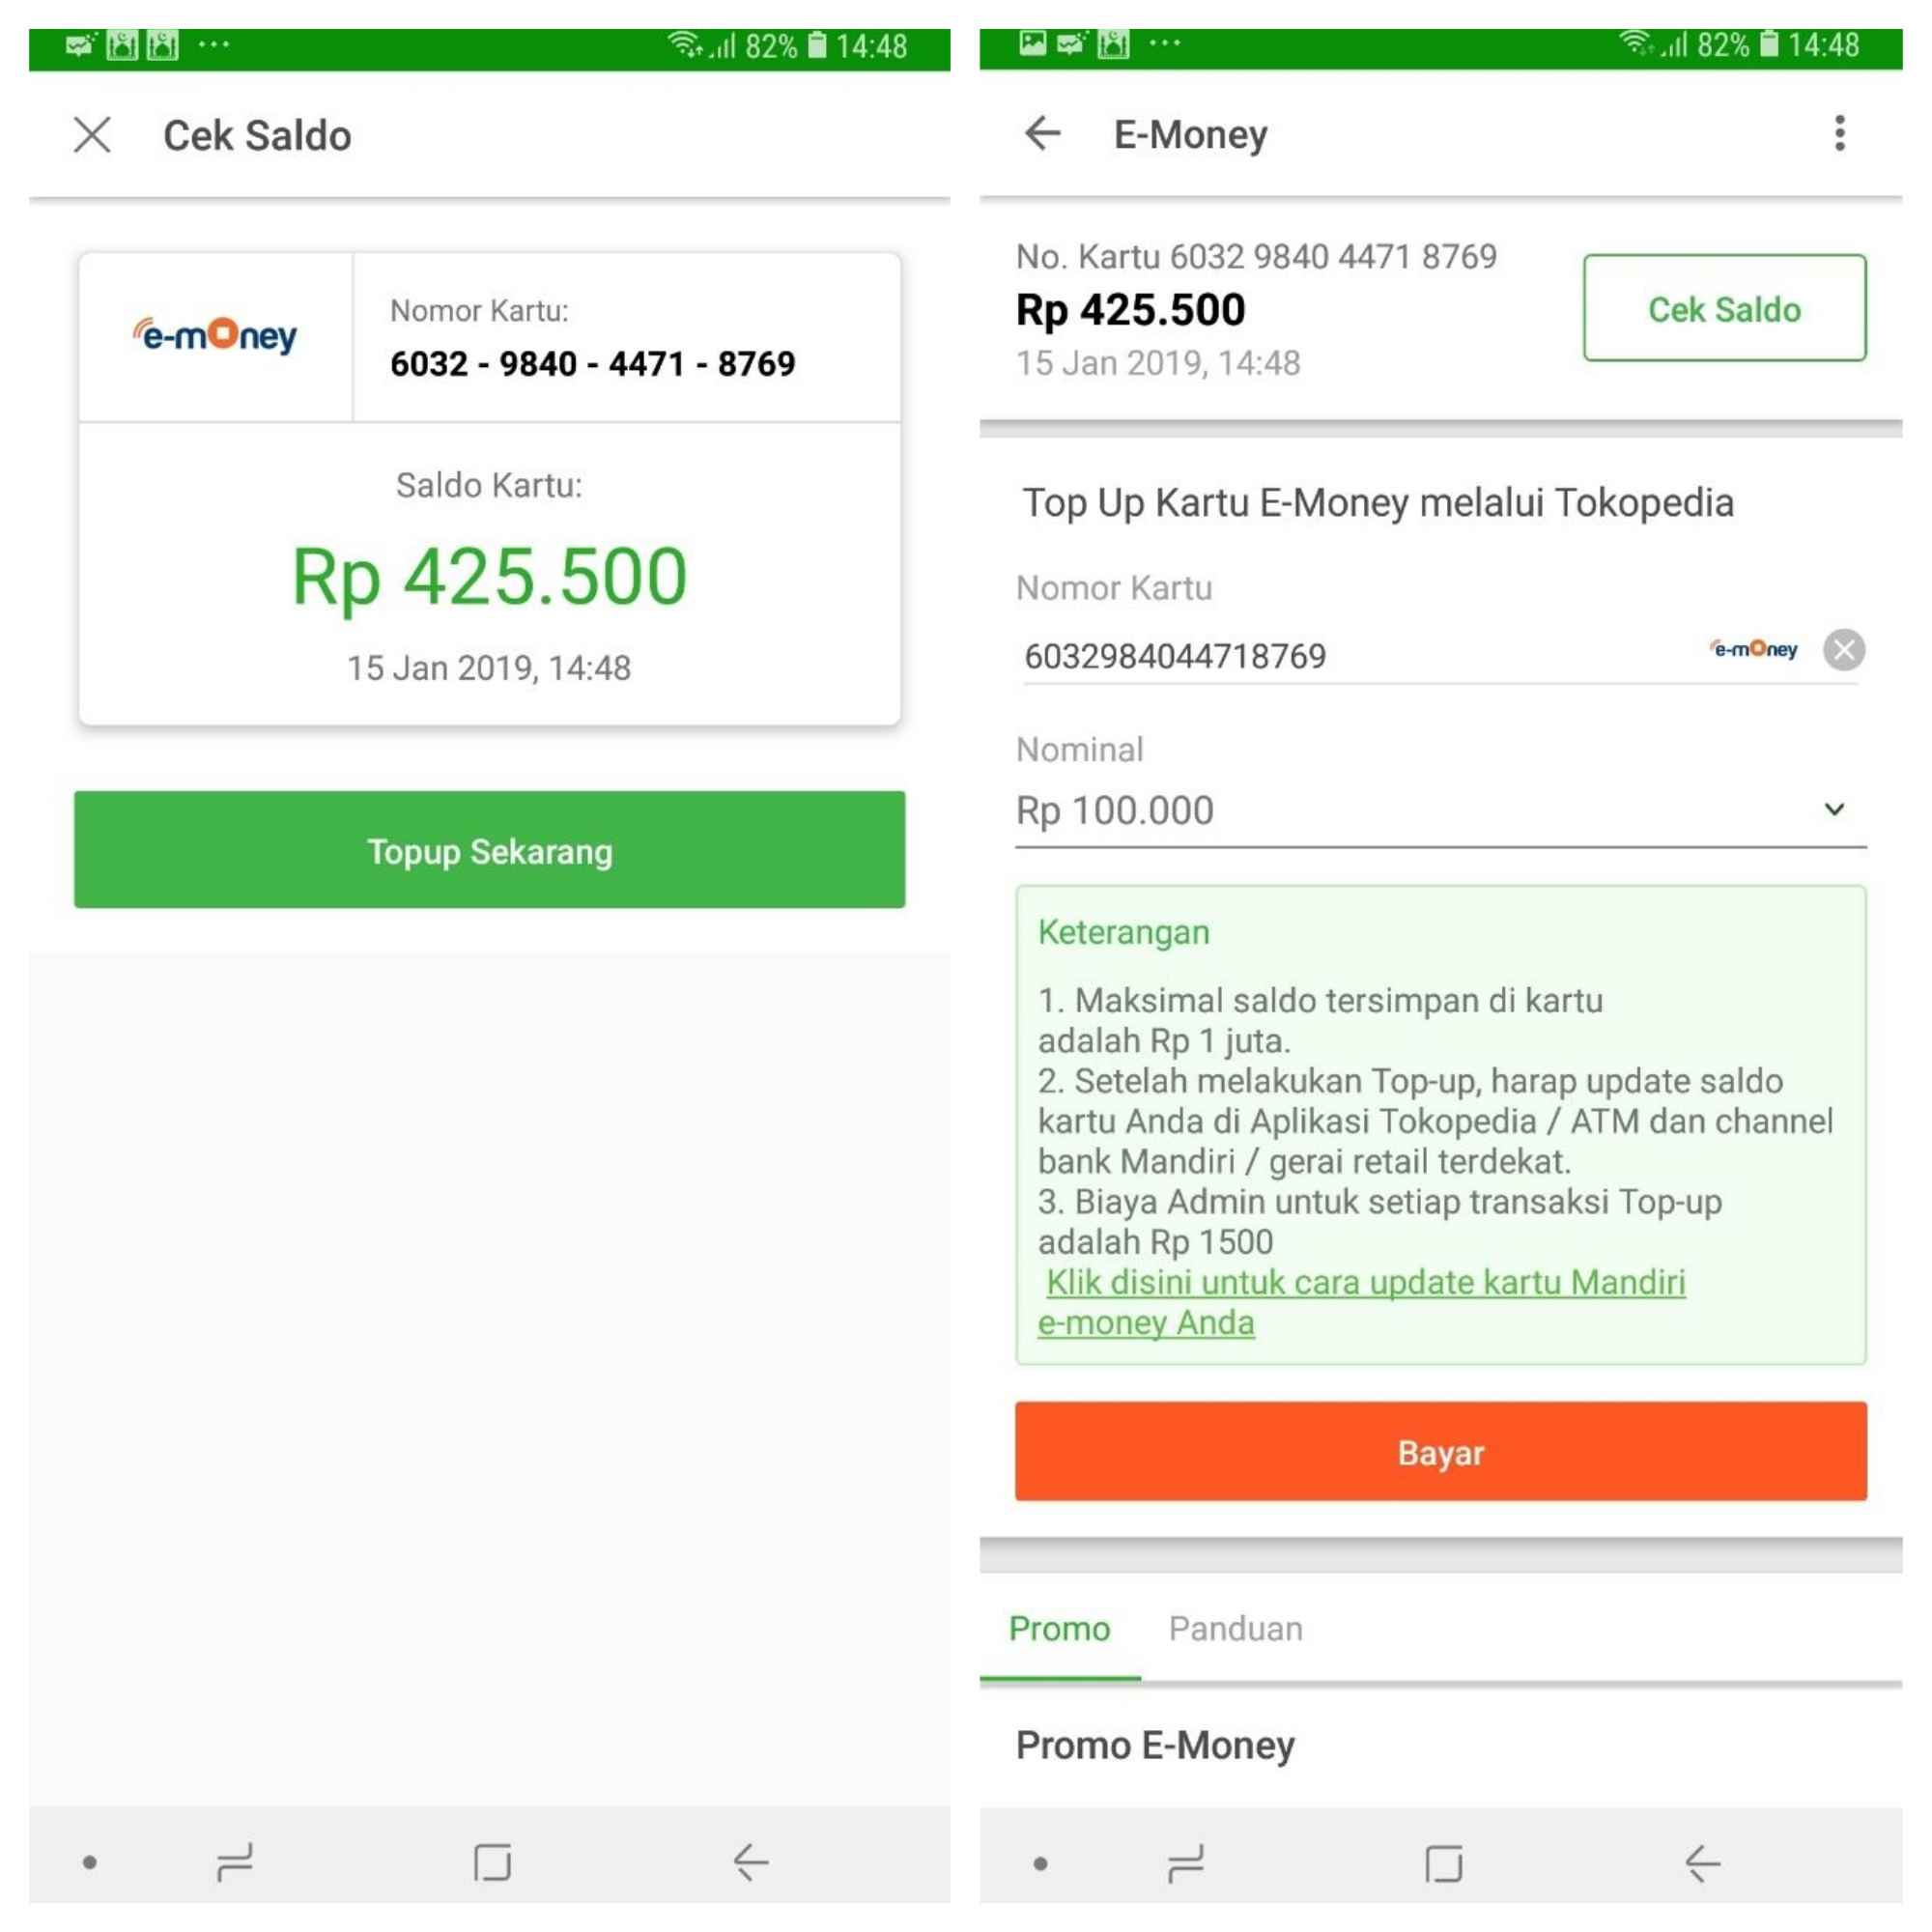 82% 14:48
Cek Saldo
e-money
Nomor Kartu:
6032 - 9840 - 4471 - 8769
Saldo Kartu:
Rp 425.500
15 Jan 2019, 14:48
Topup Sekarang
82% 14:48
E-Money
No. Kartu 6032 9840 4471 8769
Rp 425.500
15 Jan 2019, 14:48
Cek Saldo
Top Up Kartu E-Money melalui Tokopedia
Nomor Kartu
6032984044718769 e-money
Nominal
Rp 100.000
Keterangan
1. Maksimal saldo tersimpan di kartu
adalah Rp 1 juta.
2. Setelah melakukan Top-up, harap update saldo
kartu Anda di Aplikasi Tokopedia / ATM dan channel
bank Mandiri / gerai retail terdekat.
3. Biaya Admin untuk setiap transaksi Top-up
adalah Rp 1500
Klik disini untuk cara update kartu Mandiri
e-money Anda
Bayar
Promo Panduan
Promo E-Money